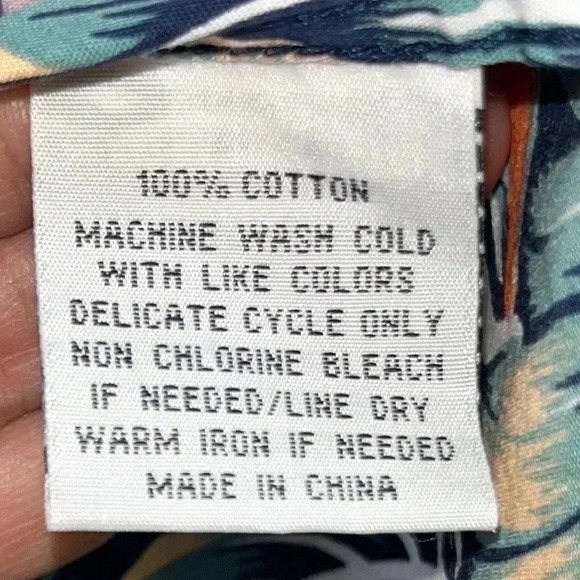 100% COTTON
MACHINE WASH COLD
WITH LIKE COLORS
DELICATE CYCLE ONLY
NON CHLORINE BLEACH
IF NEEDED/LINE DRY
WARM IRON IF NEEDED
MADE IN CHINA